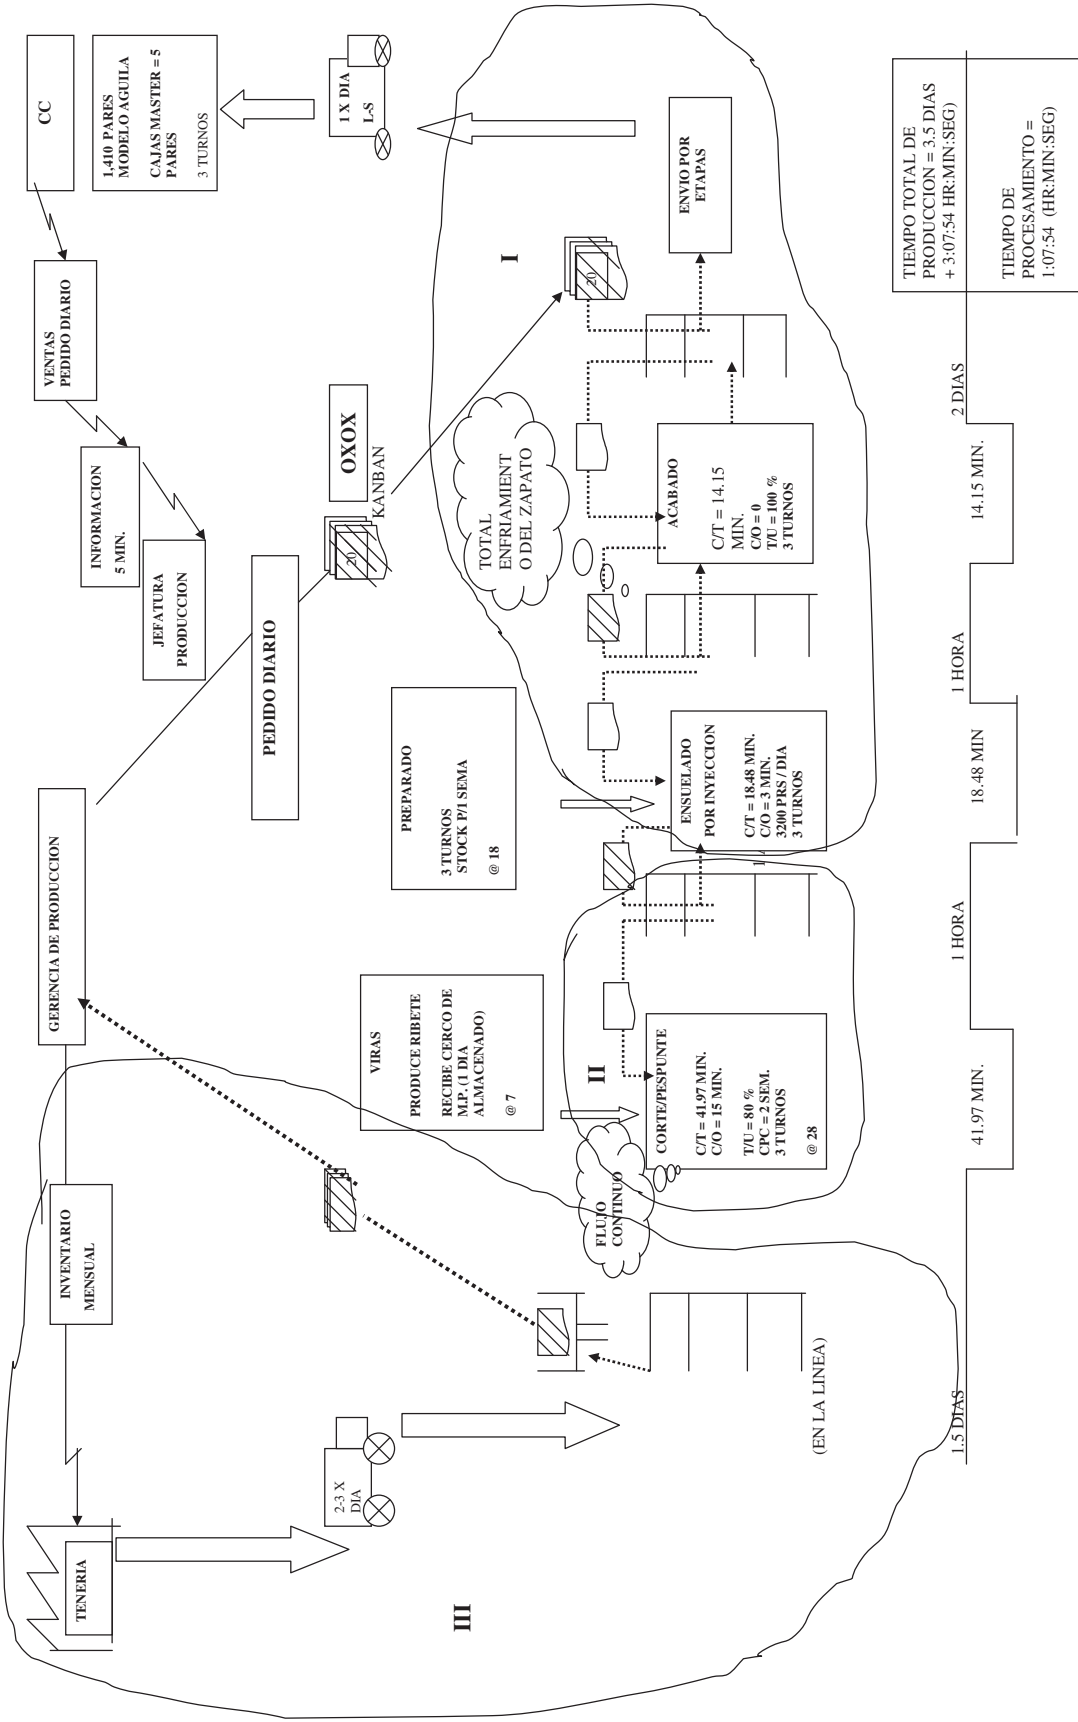 TENERIA
INVENTARIO
MENSUAL
GERENCIA DE PRODUCCION
JEFATURA
PRODUCCION
INFORMACION
5 MIN.
VENTAS
PEDIDO DIARIO
CC
1,410 PARES
MODELO AGUILA
CAJAS MASTER = 5
PARES
3 TURNOS
1 X DIA
L-S
PEDIDO DIARIO
OXOX
20
KANBAN
2-3 X
DIA
III
VIRAS
PRODUCE RIBETE
RECIBE CERCO DE
M.P. (1 DIA
ALMACENADO)
@ 7
PREPARADO
3 TURNOS
STOCK P/1 SEMA
@ 18
TOTAL
ENFRIAMIENT
O DEL ZAPATO
I
20
FLUJO
CONTINUO
II
(EN LA LINEA)
CORTE/PESPUNTE
C/T = 41.97 MIN.
C/O = 15 MIN.
T/U = 80 %
CPC = 2 SEM.
3 TURNOS
@ 28
ENSUELADO
POR INYECCION
C/T = 18.48 MIN.
C/O = 3 MIN.
3200 PRS / DIA
3 TURNOS
1
ACABADO
C/T = 14.15
MIN.
C/O = 0
T/U = 100 %
3 TURNOS
ENVIO POR
ETAPAS
1.5 DIAS
41.97 MIN.
1 HORA
18.48 MIN
1 HORA
14.15 MIN.
2 DIAS
TIEMPO TOTAL DE
PRODUCCION = 3.5 DIAS
+ 3:07:54 HR:MIN:SEG)
TIEMPO DE
PROCESAMIENTO =
1:07:54 (HR:MIN:SEG)